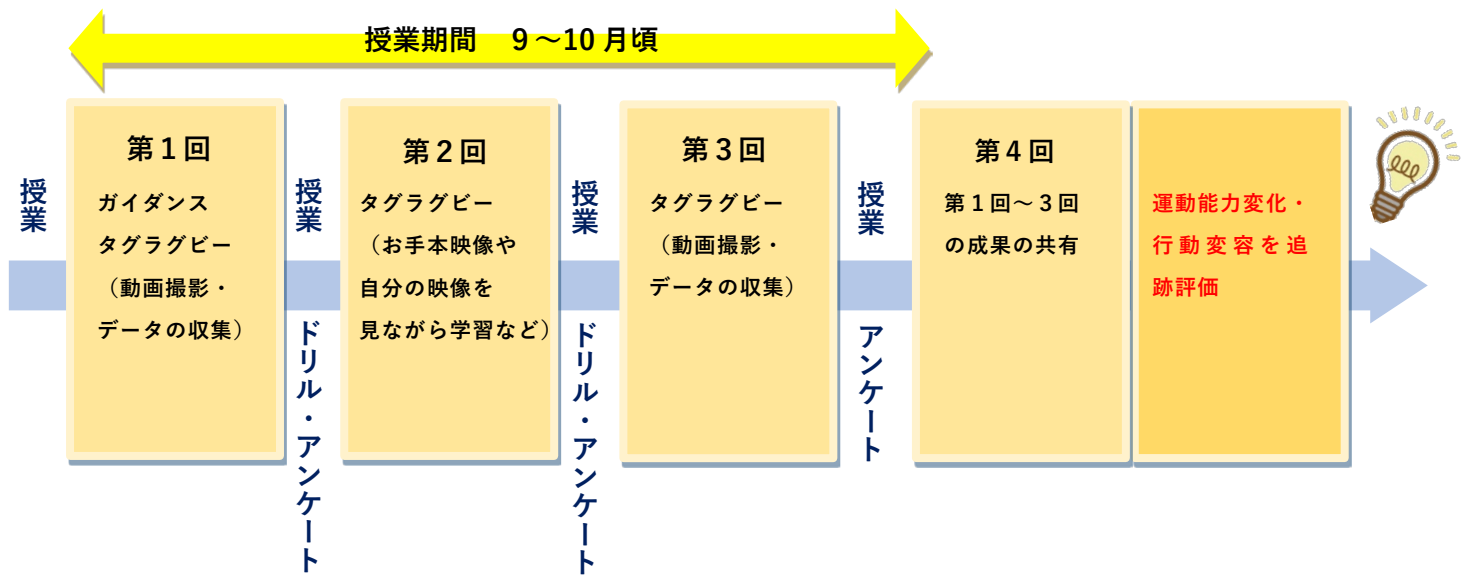 授業期間　9～10月頃
授業
第1回
ガイダンス
タグラグビー
（動画撮影・
データの収集）
授業
ドリル・アンケート
第2回
タグラグビー
（お手本映像や
自分の映像を
見ながら学習など）
授業
ドリル・アンケート
第3回
タグラグビー
（動画撮影・
データの収集）
授業
アンケート
第4回
第1回～3回
の成果の共有
運動能力変化・
行動変容を追
跡評価